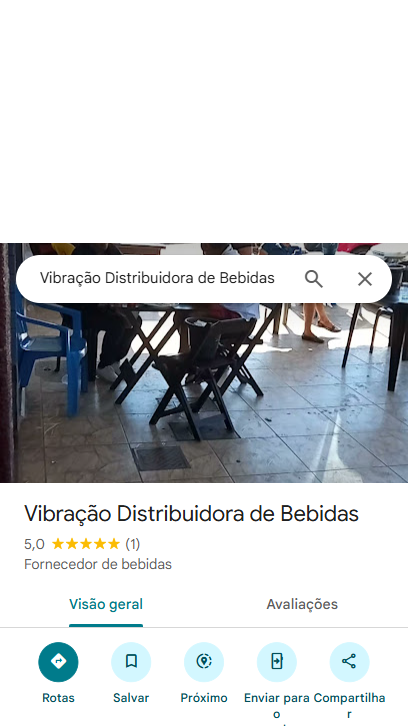 Vibração Distribuidora de Bebidas
Vibração Distribuidora de Bebidas
5,0 (1)
Fornecedor de bebidas
Visão geral Avaliações
Rotas Salvar Próximo Enviar para o Compartilhar